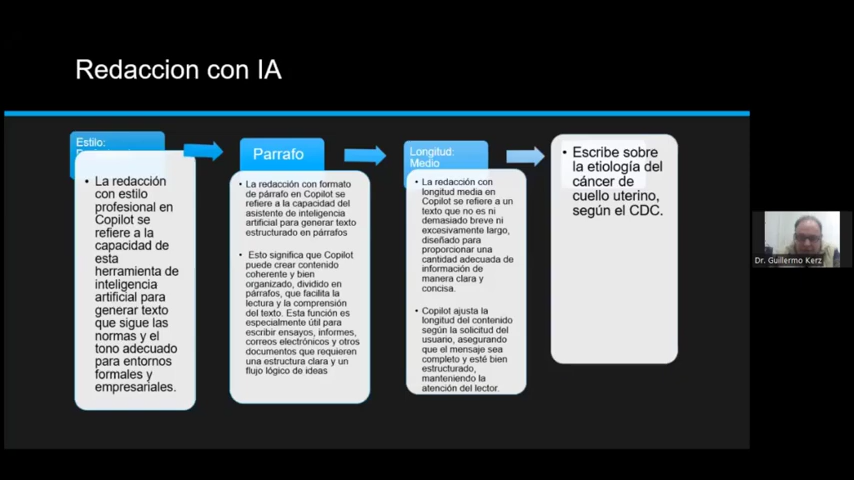 Redaccion con IA
Estilo:
• La redacción
con estilo
profesional en
Copilot se
refiere a la
capacidad de
esta
herramienta de
inteligencia
artificial para
generar texto
que sigue las
normas y el
tono adecuado
para entornos
formales y
empresariales.
Parrafo
• La redacción con formato
de párrafo en Copilot se
refiere a la capacidad del
asistente de inteligencia
artificial para generar texto
estructurado en párrafos
• Esto significa que Copilot
puede crear contenido
coherente y bien
organizado, dividido en
párrafos, que facilita la
lectura y la comprensión
del texto. Esta función es
especialmente útil para
escribir ensayos, informes,
correos electrónicos y otros
documentos que requieren
una estructura clara y un
flujo lógico de ideas
Longitud:
Medio
• La redacción con
longitud media en
Copilot se refiere a un
texto que no es ni
demasiado breve ni
excesivamente largo,
diseñado para
proporcionar una
cantidad adecuada de
información de
manera clara y
concisa.
• Copilot ajusta la
longitud del contenido
según la solicitud del
usuario, asegurando
que el mensaje sea
completo y esté bien
estructurado,
manteniendo la
atención del lector.
• Escribe sobre
la etiología del
cáncer de
cuello uterino,
según el CDC.
Dr. Guillermo Kerz